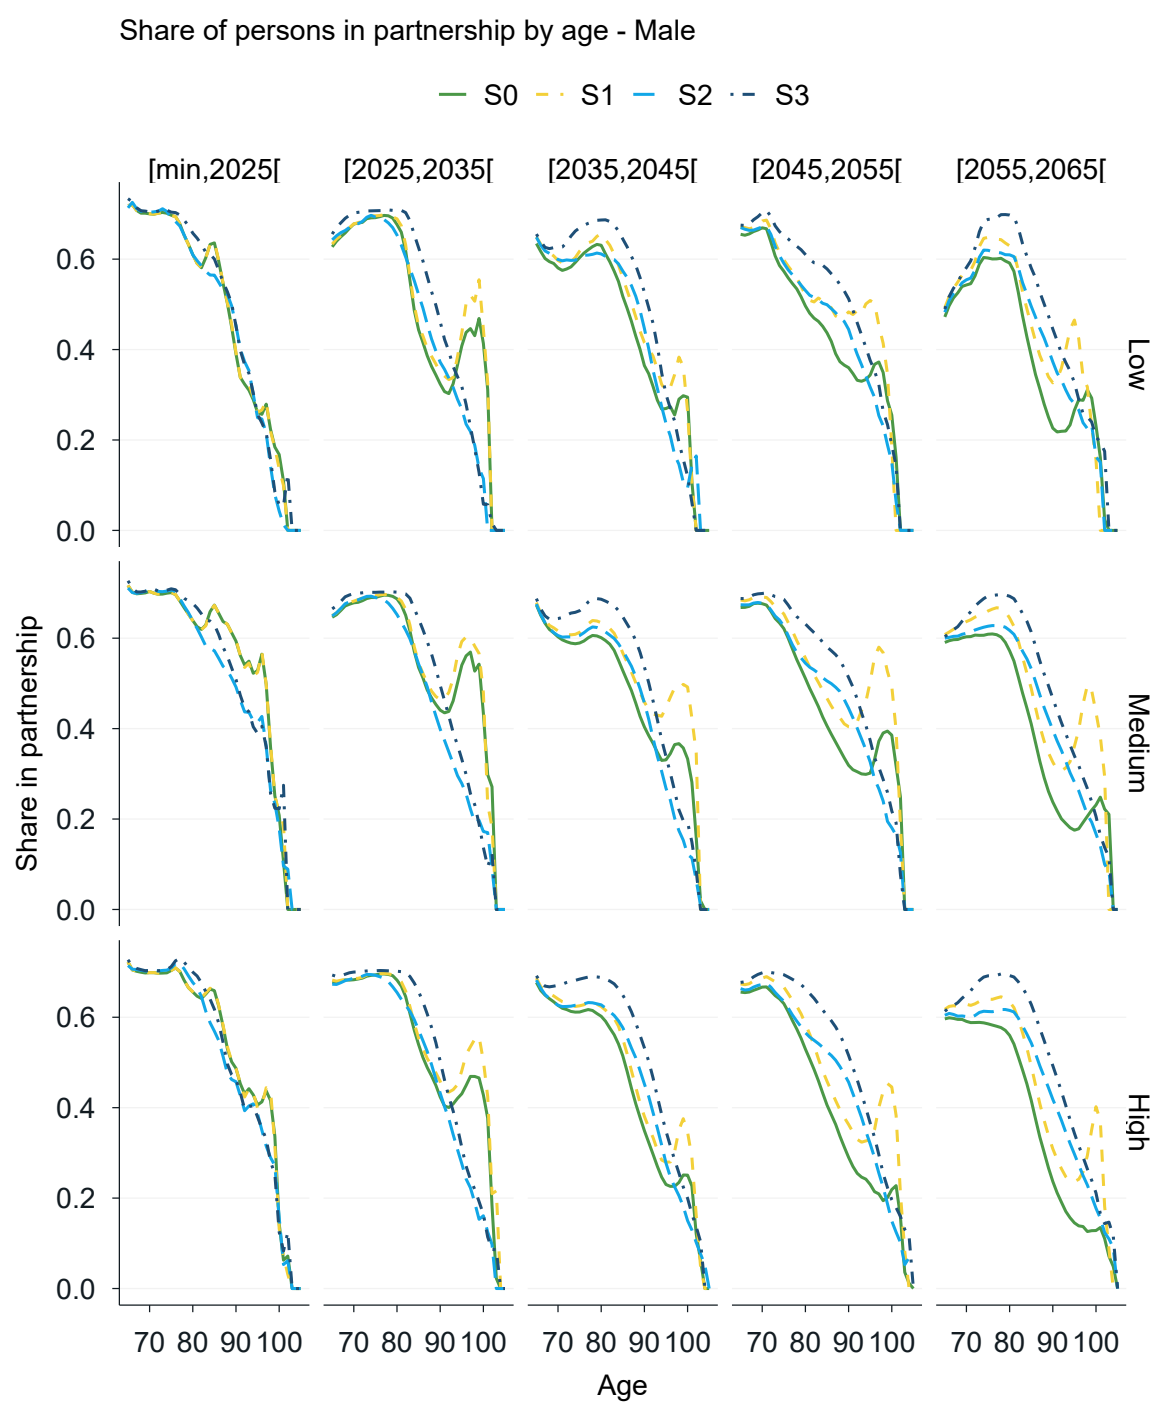 Share of persons in partnership by age - Male
S0 S1 S2 S3
[min,2025[ [2025,2035[ [2035,2045[ [2045,2055[ [2055,2065[
0.6
0.4
0.2
0.0
Low
0.6
0.4
0.2
0.0
Medium
Share in partnership
0.6
0.4
0.2
0.0
High
70 80 90 100 70 80 90 100 70 80 90 100 70 80 90 100 70 80 90 100
Age